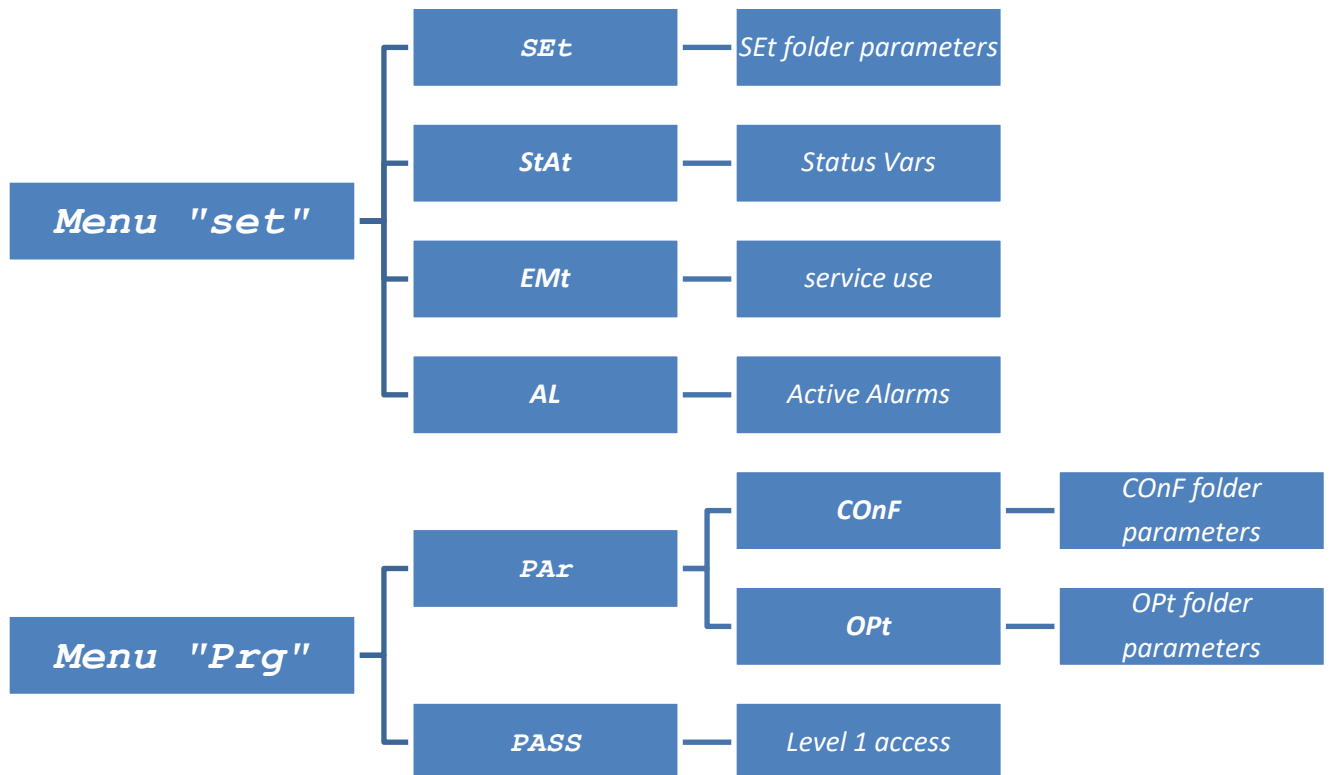 SEt
SEt folder parameters
StAt
Status Vars
Menu "set"
EMt
service use
AL
Active Alarms
COnF
COnF folder
parameters
PAr
OPt
OPt folder
parameters
Menu "Prg"
PASS
Level 1 access